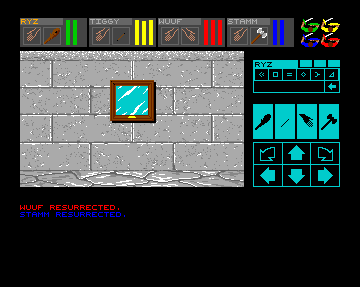 RYZ
TIGGY
WUUF
STAMM
RYZ
WUUF RESURRECTED.
STAMM RESURRECTED.